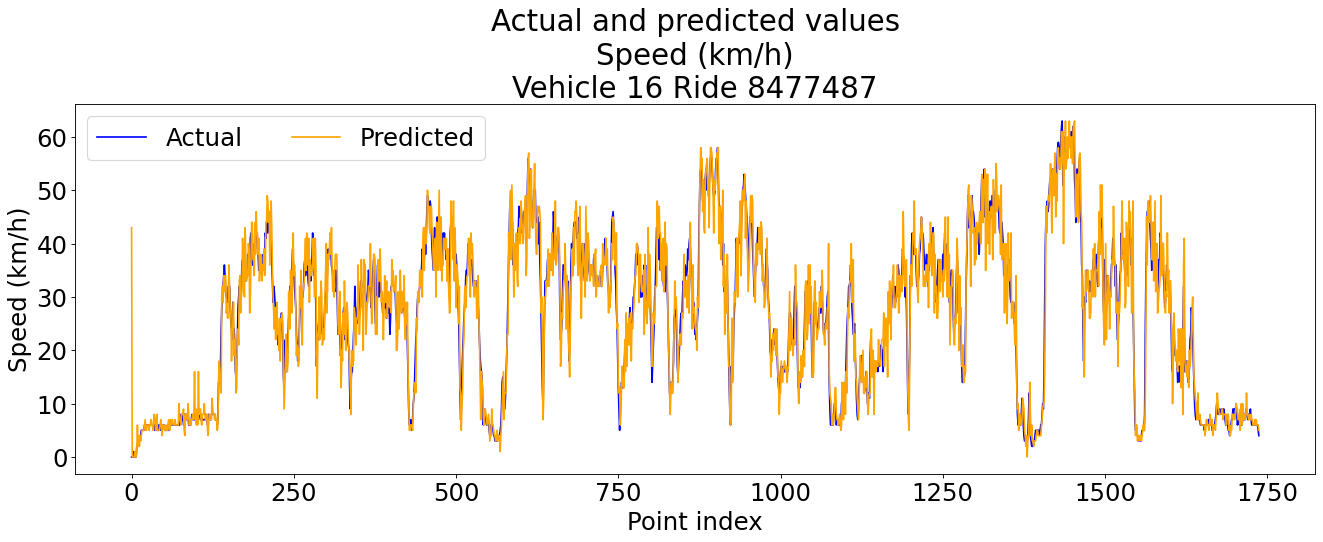 Actual and predicted values
Speed (km/h)
Vehicle 16 Ride 8477487
Actual
Predicted
Speed (km/h)
60
50
40
30
20
10
0
0
250
500
750
1000
1250
1500
1750
Point index